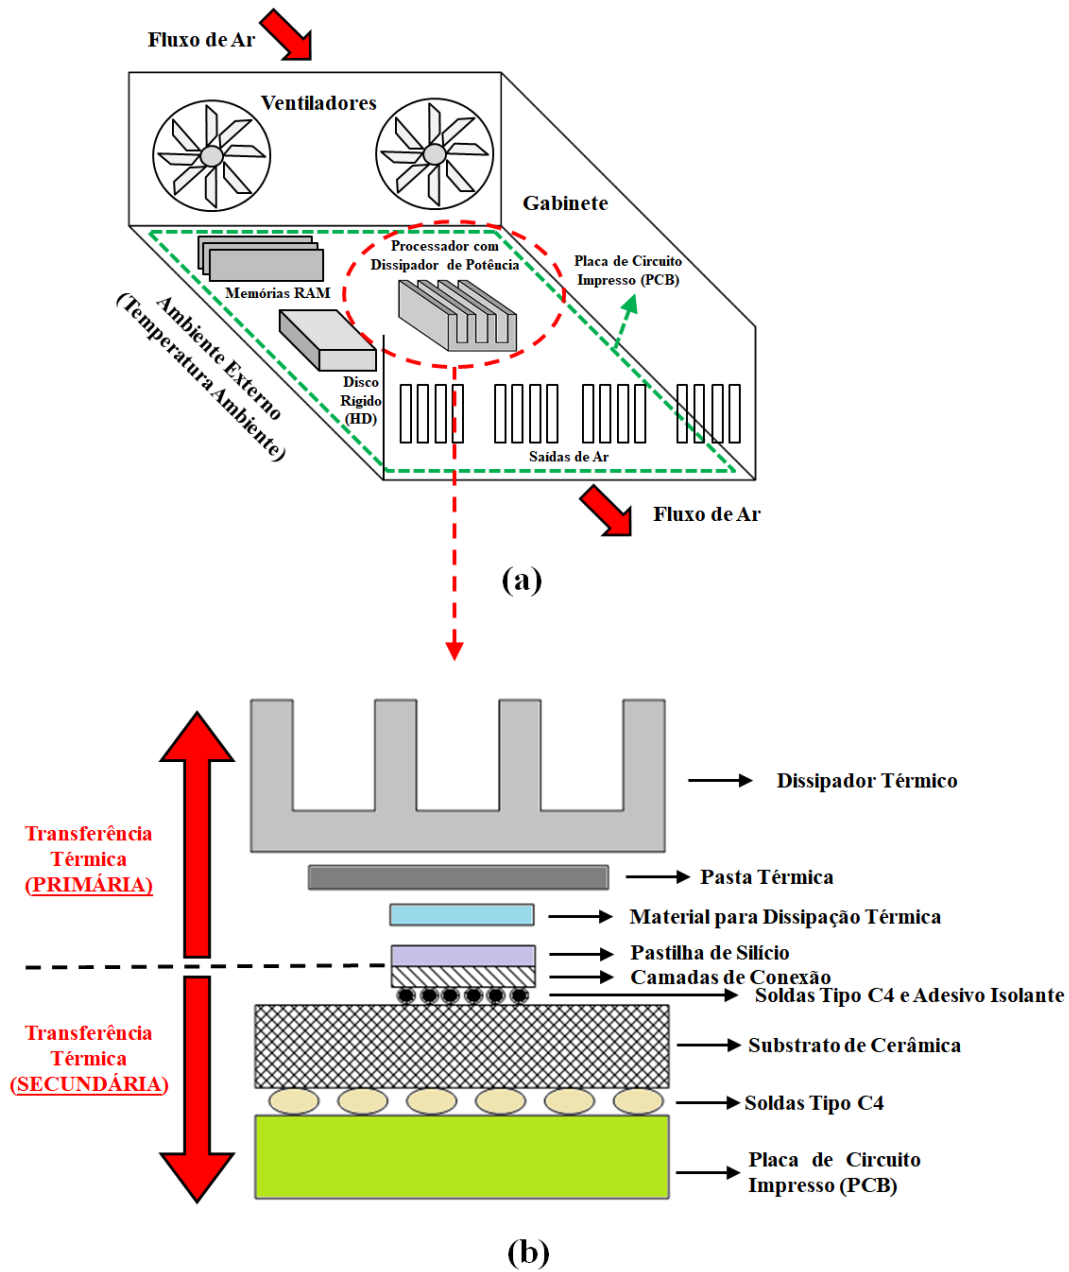 Fluxo de Ar
Ventiladores
Gabinete
Processador com
Dissipador de Potência
Placa de Circuito
Impresso (PCB)
Memórias RAM
Ambiente Externo
(Temperatura Ambiente)
Disco
Rígido
(HD)
Saídas de Ar
Fluxo de Ar
(a)
Transferência
Térmica
(PRIMÁRIA)
Dissipador Térmico
Pasta Térmica
Material para Dissipação Térmica
Pastilha de Silício
Camadas de Conexão
Soldas Tipo C4 e Adesivo Isolante
Transferência
Térmica
(SECUNDÁRIA)
Substrato de Cerâmica
Soldas Tipo C4
Placa de Circuito
Impresso (PCB)
(b)